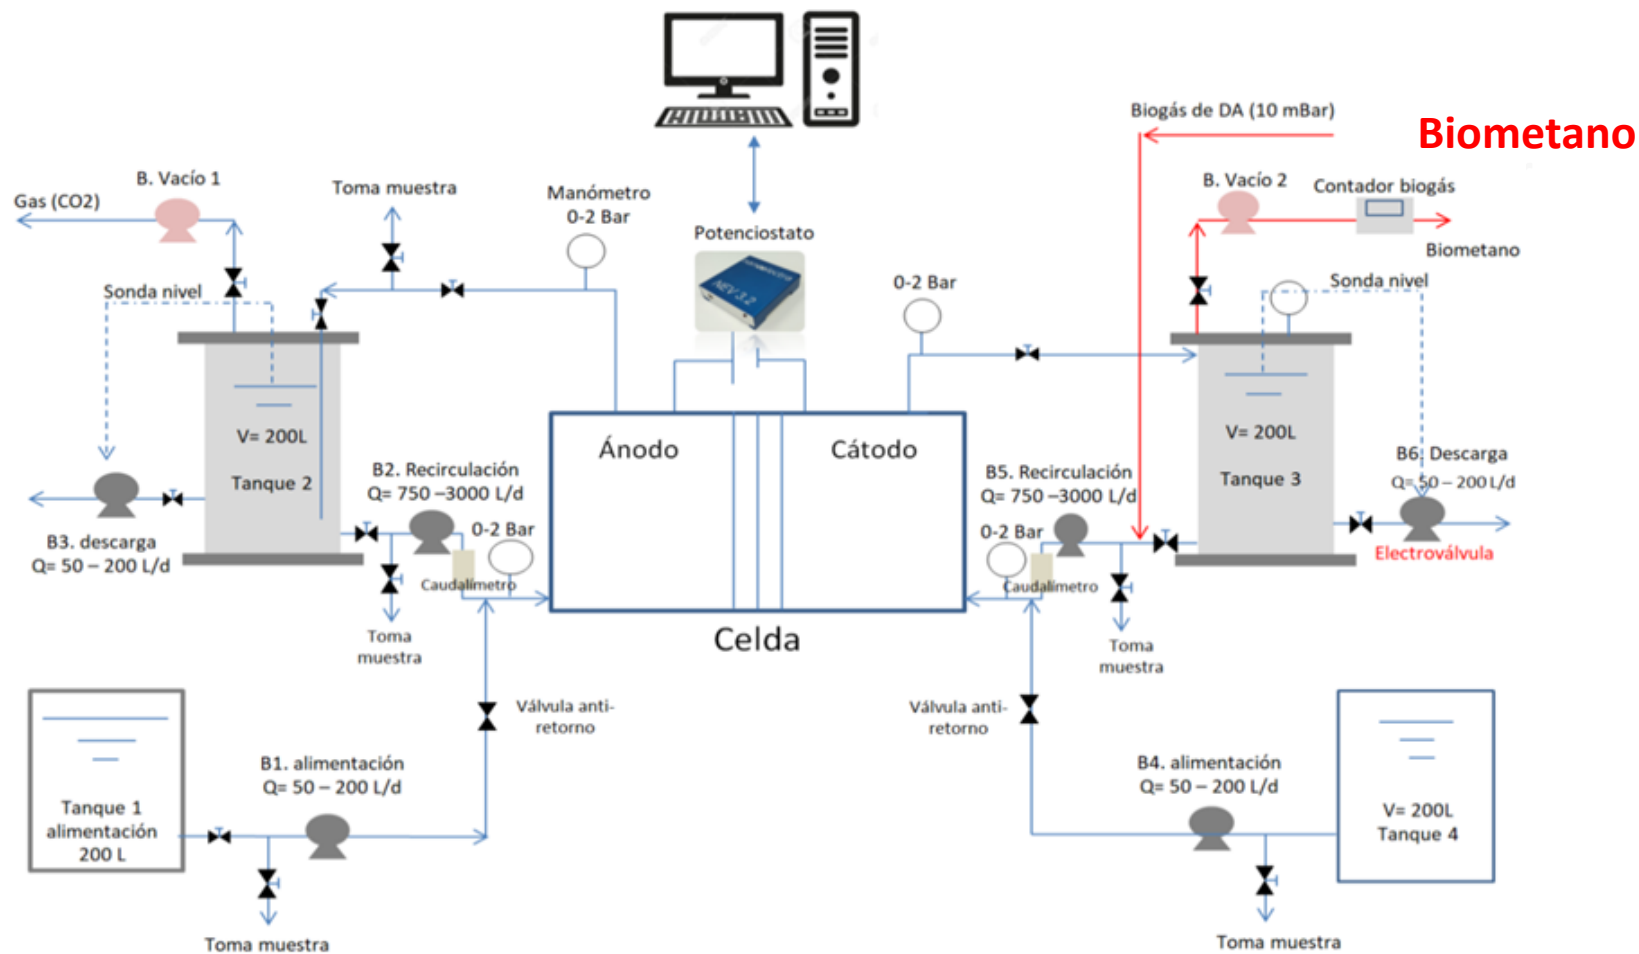 Biogás de DA (10 mBar)
Biometano
B. Vacío 1
Toma muestra
Manómetro
0-2 Bar
B. Vacío 2
Contador biogás
Gas (CO2)
Potenciostato
Biometano
NEV 3.2
Sonda nivel
0-2 Bar
Sonda nivel
V= 200L
Tanque 2
Ánodo
Cátodo
V= 200L
Tanque 3
B2. Recirculación
Q= 750 –3000 L/d
0-2 Bar
B5. Recirculación
Q= 750 –3000 L/d
0-2 Bar
B6. Descarga
Q= 50 – 200 L/d
B3. descarga
Q= 50 – 200 L/d
Electroválvula
Caudalímetro
Caudalímetro
Celda
Toma
muestra
Toma
muestra
Válvula anti-
retorno
Válvula anti-
retorno
B1. alimentación
Q= 50 – 200 L/d
B4. alimentación
Q= 50 – 200 L/d
Tanque 1
alimentación
200 L
V= 200L
Tanque 4
Toma muestra
Toma muestra